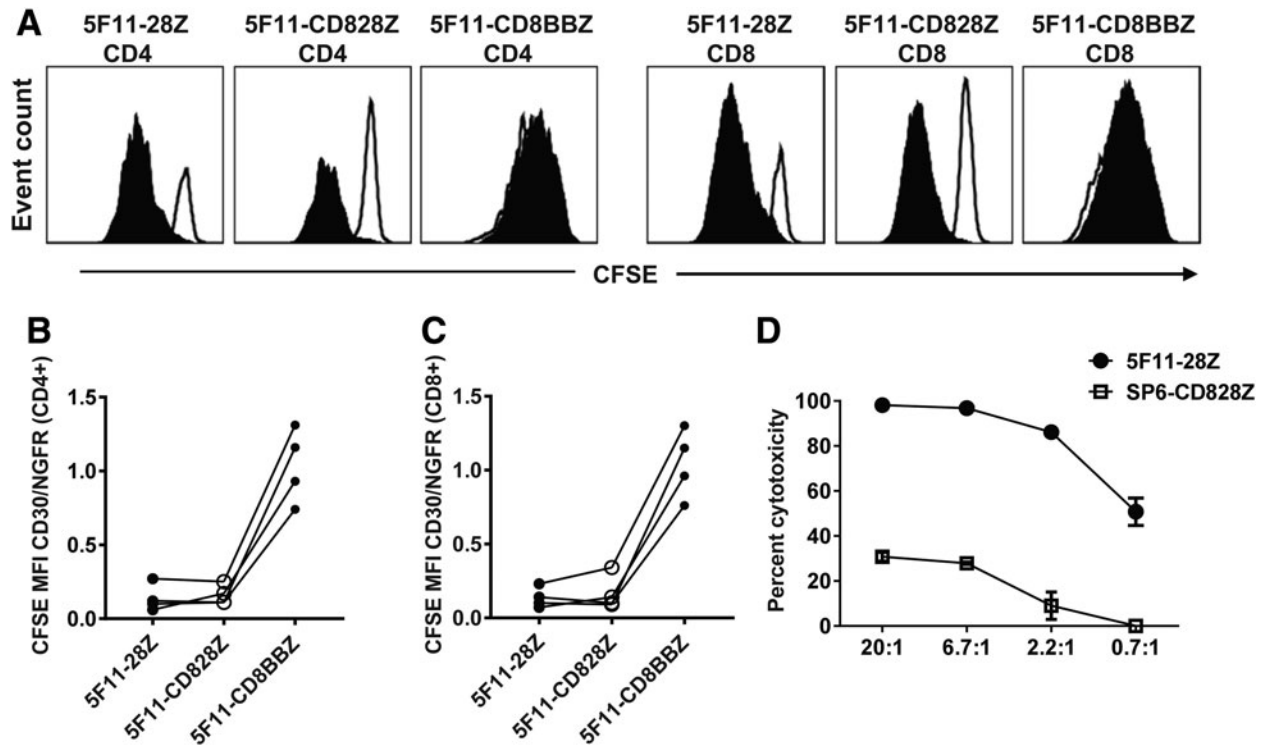 A
5F11-28Z 5F11-CD828Z 5F11-CD8BBZ 5F11-28Z 5F11-CD828Z 5F11-CD8BBZ
CD4 CD4 CD4 CD8 CD8 CD8
Event count
CFSE
B
CFSE MFI CD30/NGFR (CD4+)
1.5
1.0
0.5
0.0
5F11-28Z
5F11-CD828Z
5F11-CD8BBZ
C
CFSE MFI CD30/NGFR (CD8+)
1.5
1.0
0.5
0.0
5F11-28Z
5F11-CD828Z
5F11-CD8BBZ
D
5F11-28Z
SP6-CD828Z
Percent cytotoxicity
100
80
60
40
20
0
20:1 6.7:1 2.2:1 0.7:1